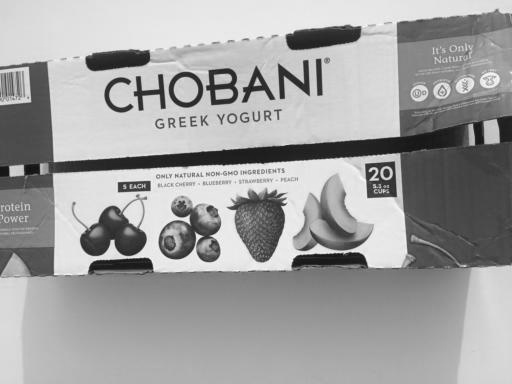 CHOBANI®
GREEK YOGURT
It's Only
Natural
ONLY NATURAL NON-GMO INGREDIENTS
5 EACH
BLACK CHERRY • BLUEBERRY • STRAWBERRY • PEACH
20
5.3 oz
CUPS
Protein
Power